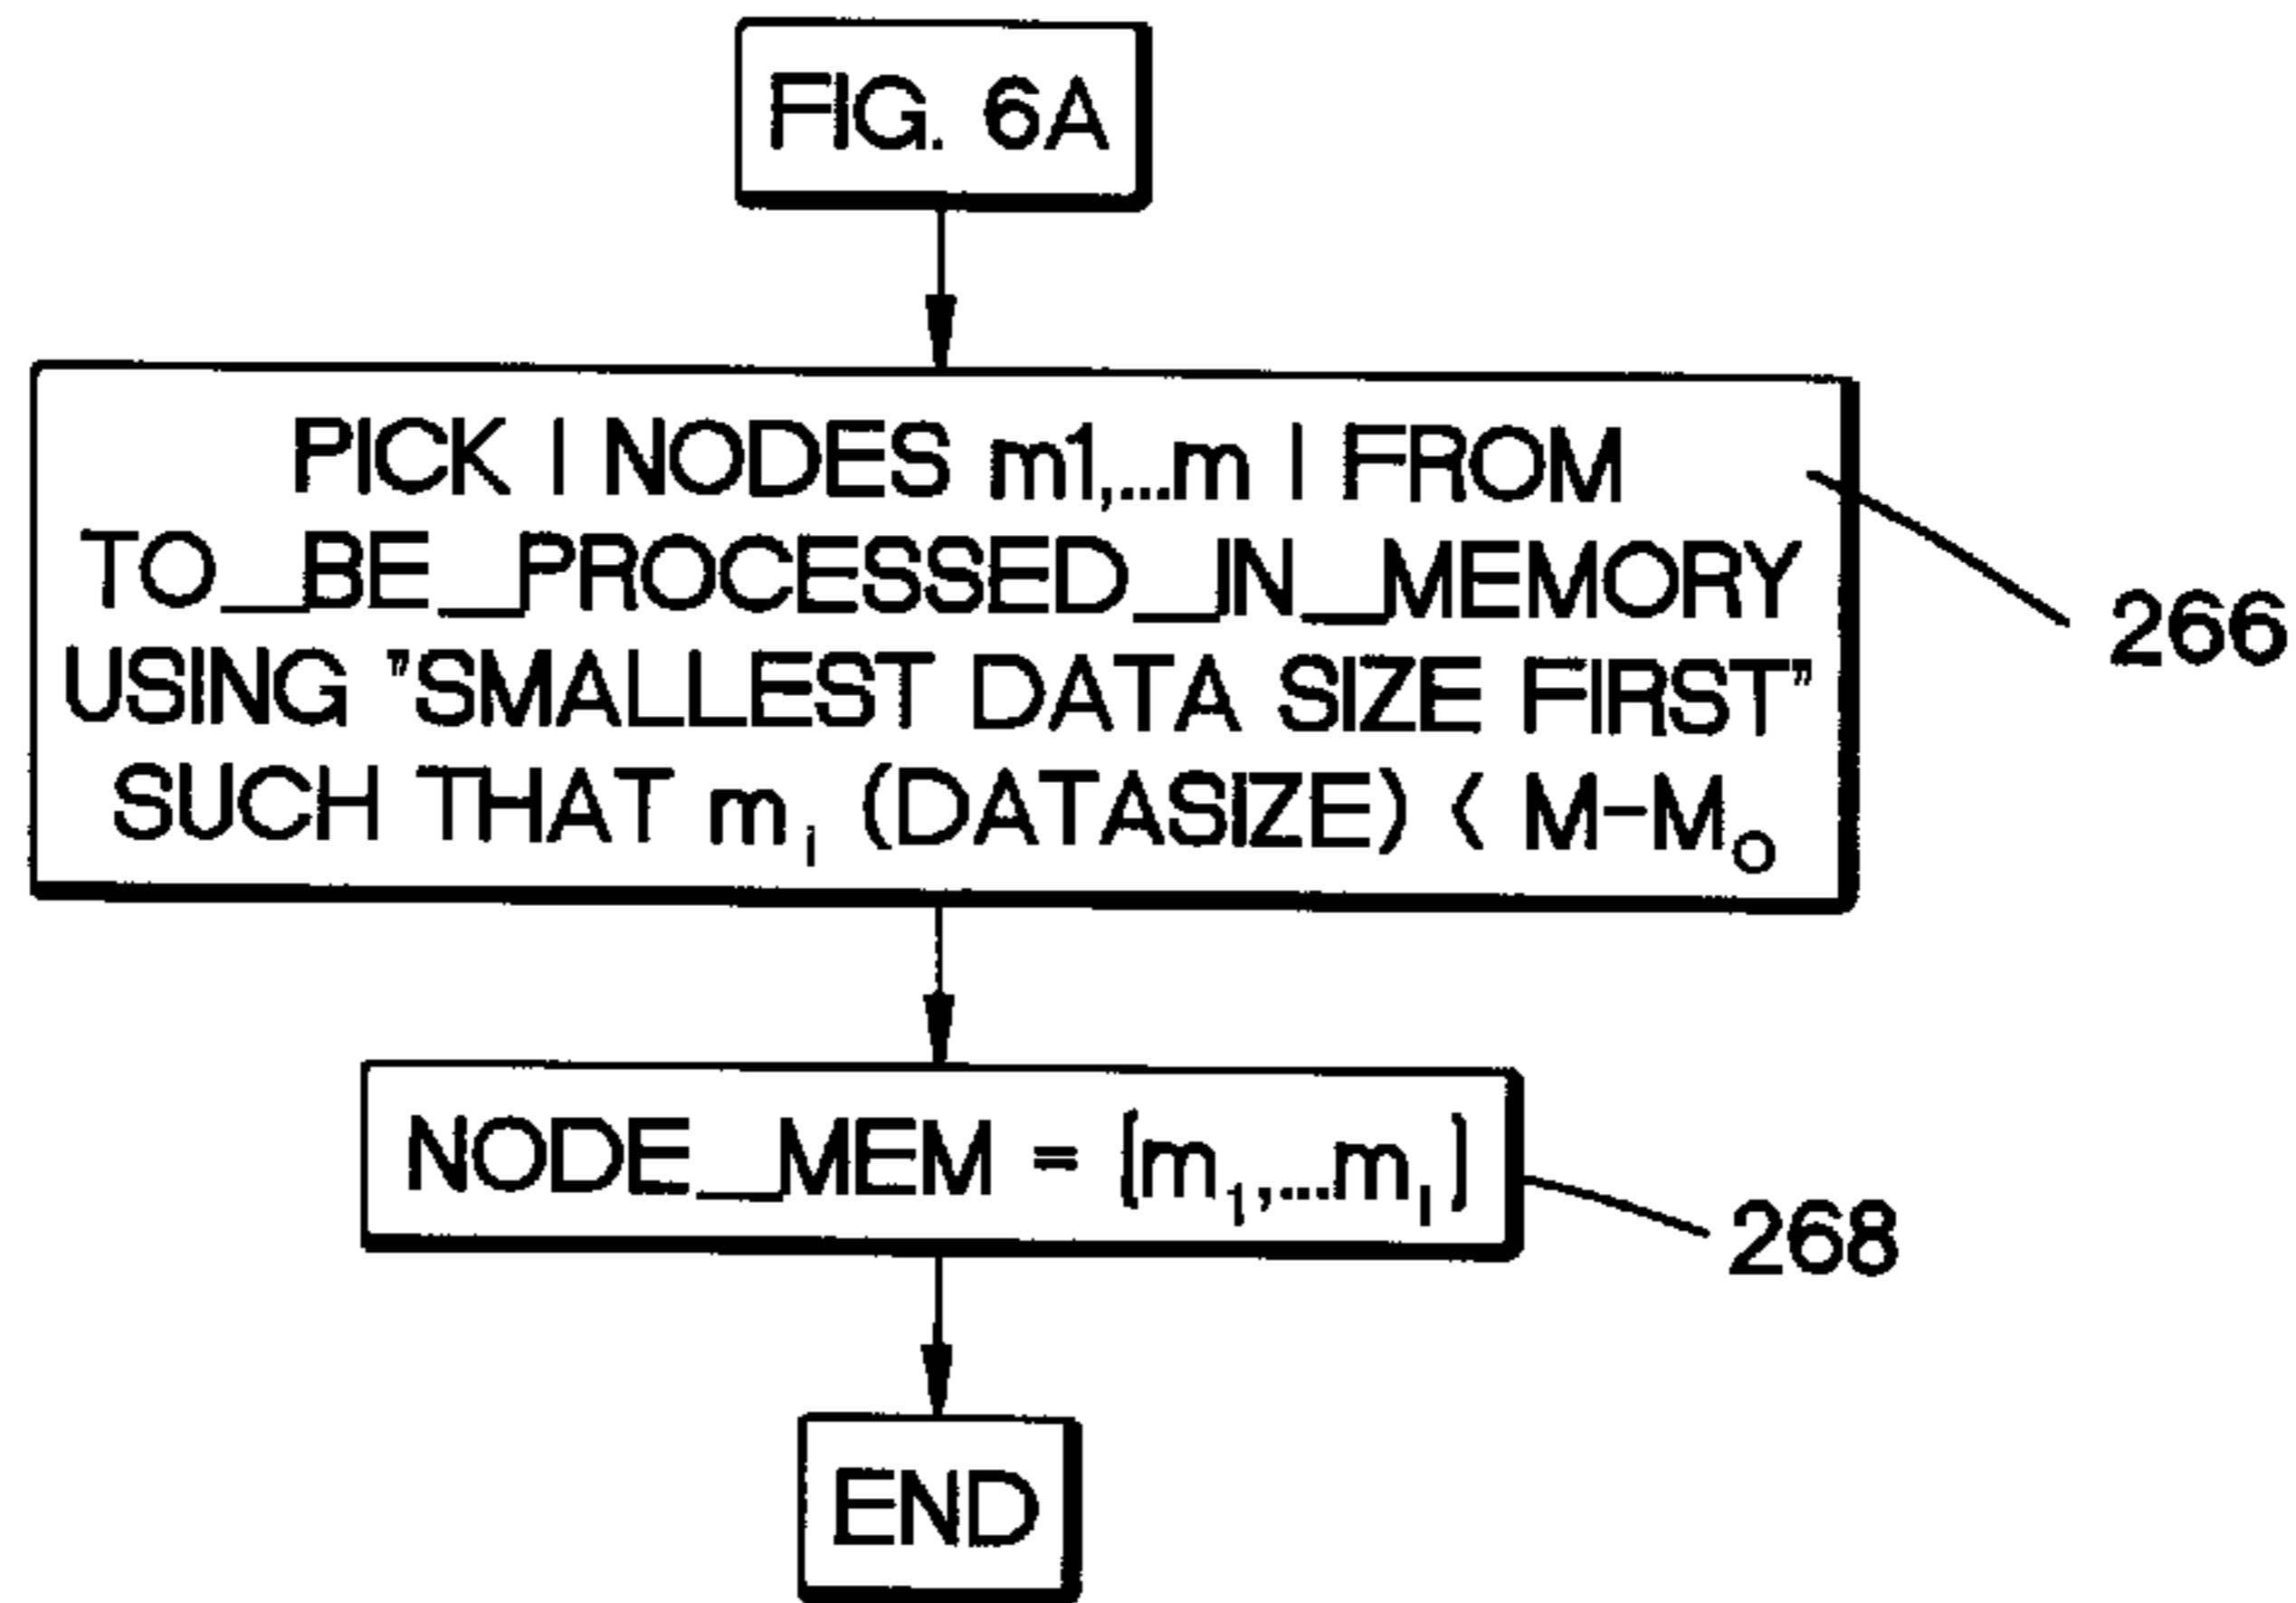 FIG. 6A
PICK l NODES m1,...m l FROM
TO_BE_PROCESSED_IN_MEMORY
USING "SMALLEST DATA SIZE FIRST"
SUCH THAT mi (DATASIZE) < M-MO
266
NODE_MEM = [m1,...ml]
268
END